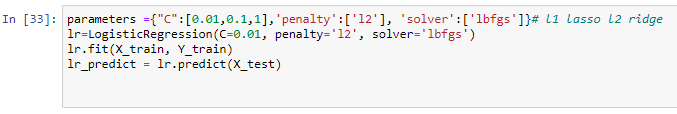 In [33]: parameters ={"C":[0.01,0.1,1],'penalty':['l2'], 'solver':['lbfgs']}# l1 lasso l2 ridge
lr=LogisticRegression(C=0.01, penalty='l2', solver='lbfgs')
lr.fit(X_train, Y_train)
lr_predict = lr.predict(X_test)